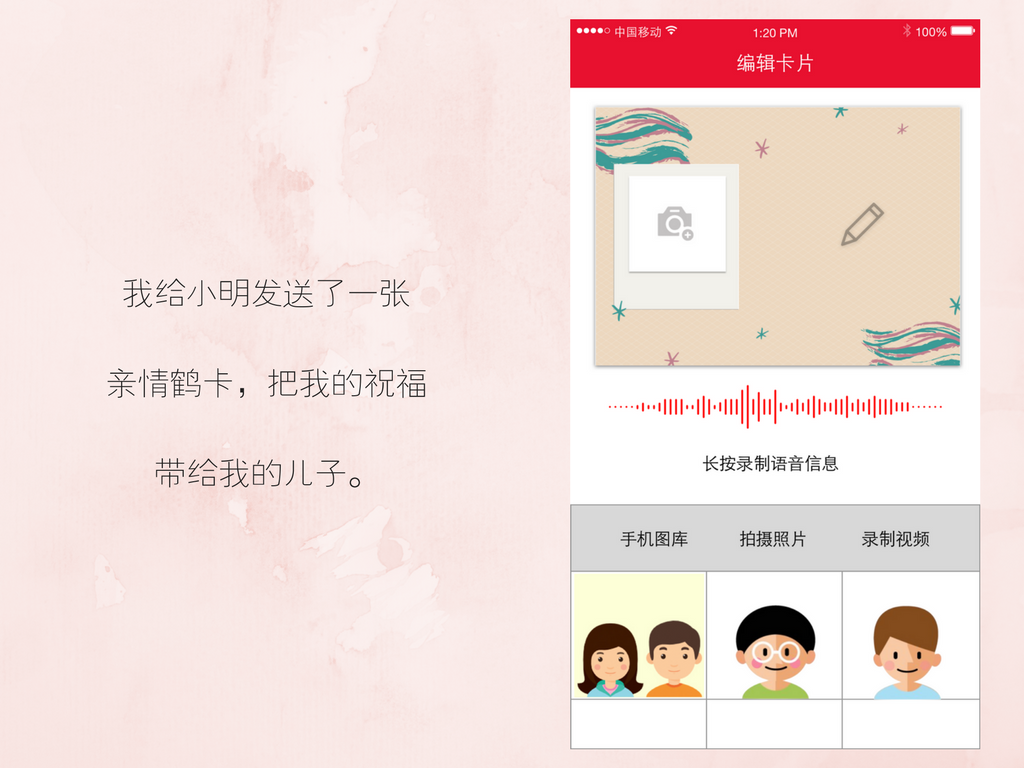 我给小明发送了一张
亲情鹤卡，把我的祝福
带给我的儿子。
中国移动 1:20 PM 100%
编辑卡片
长按录制语音信息
手机图库 拍摄照片 录制视频